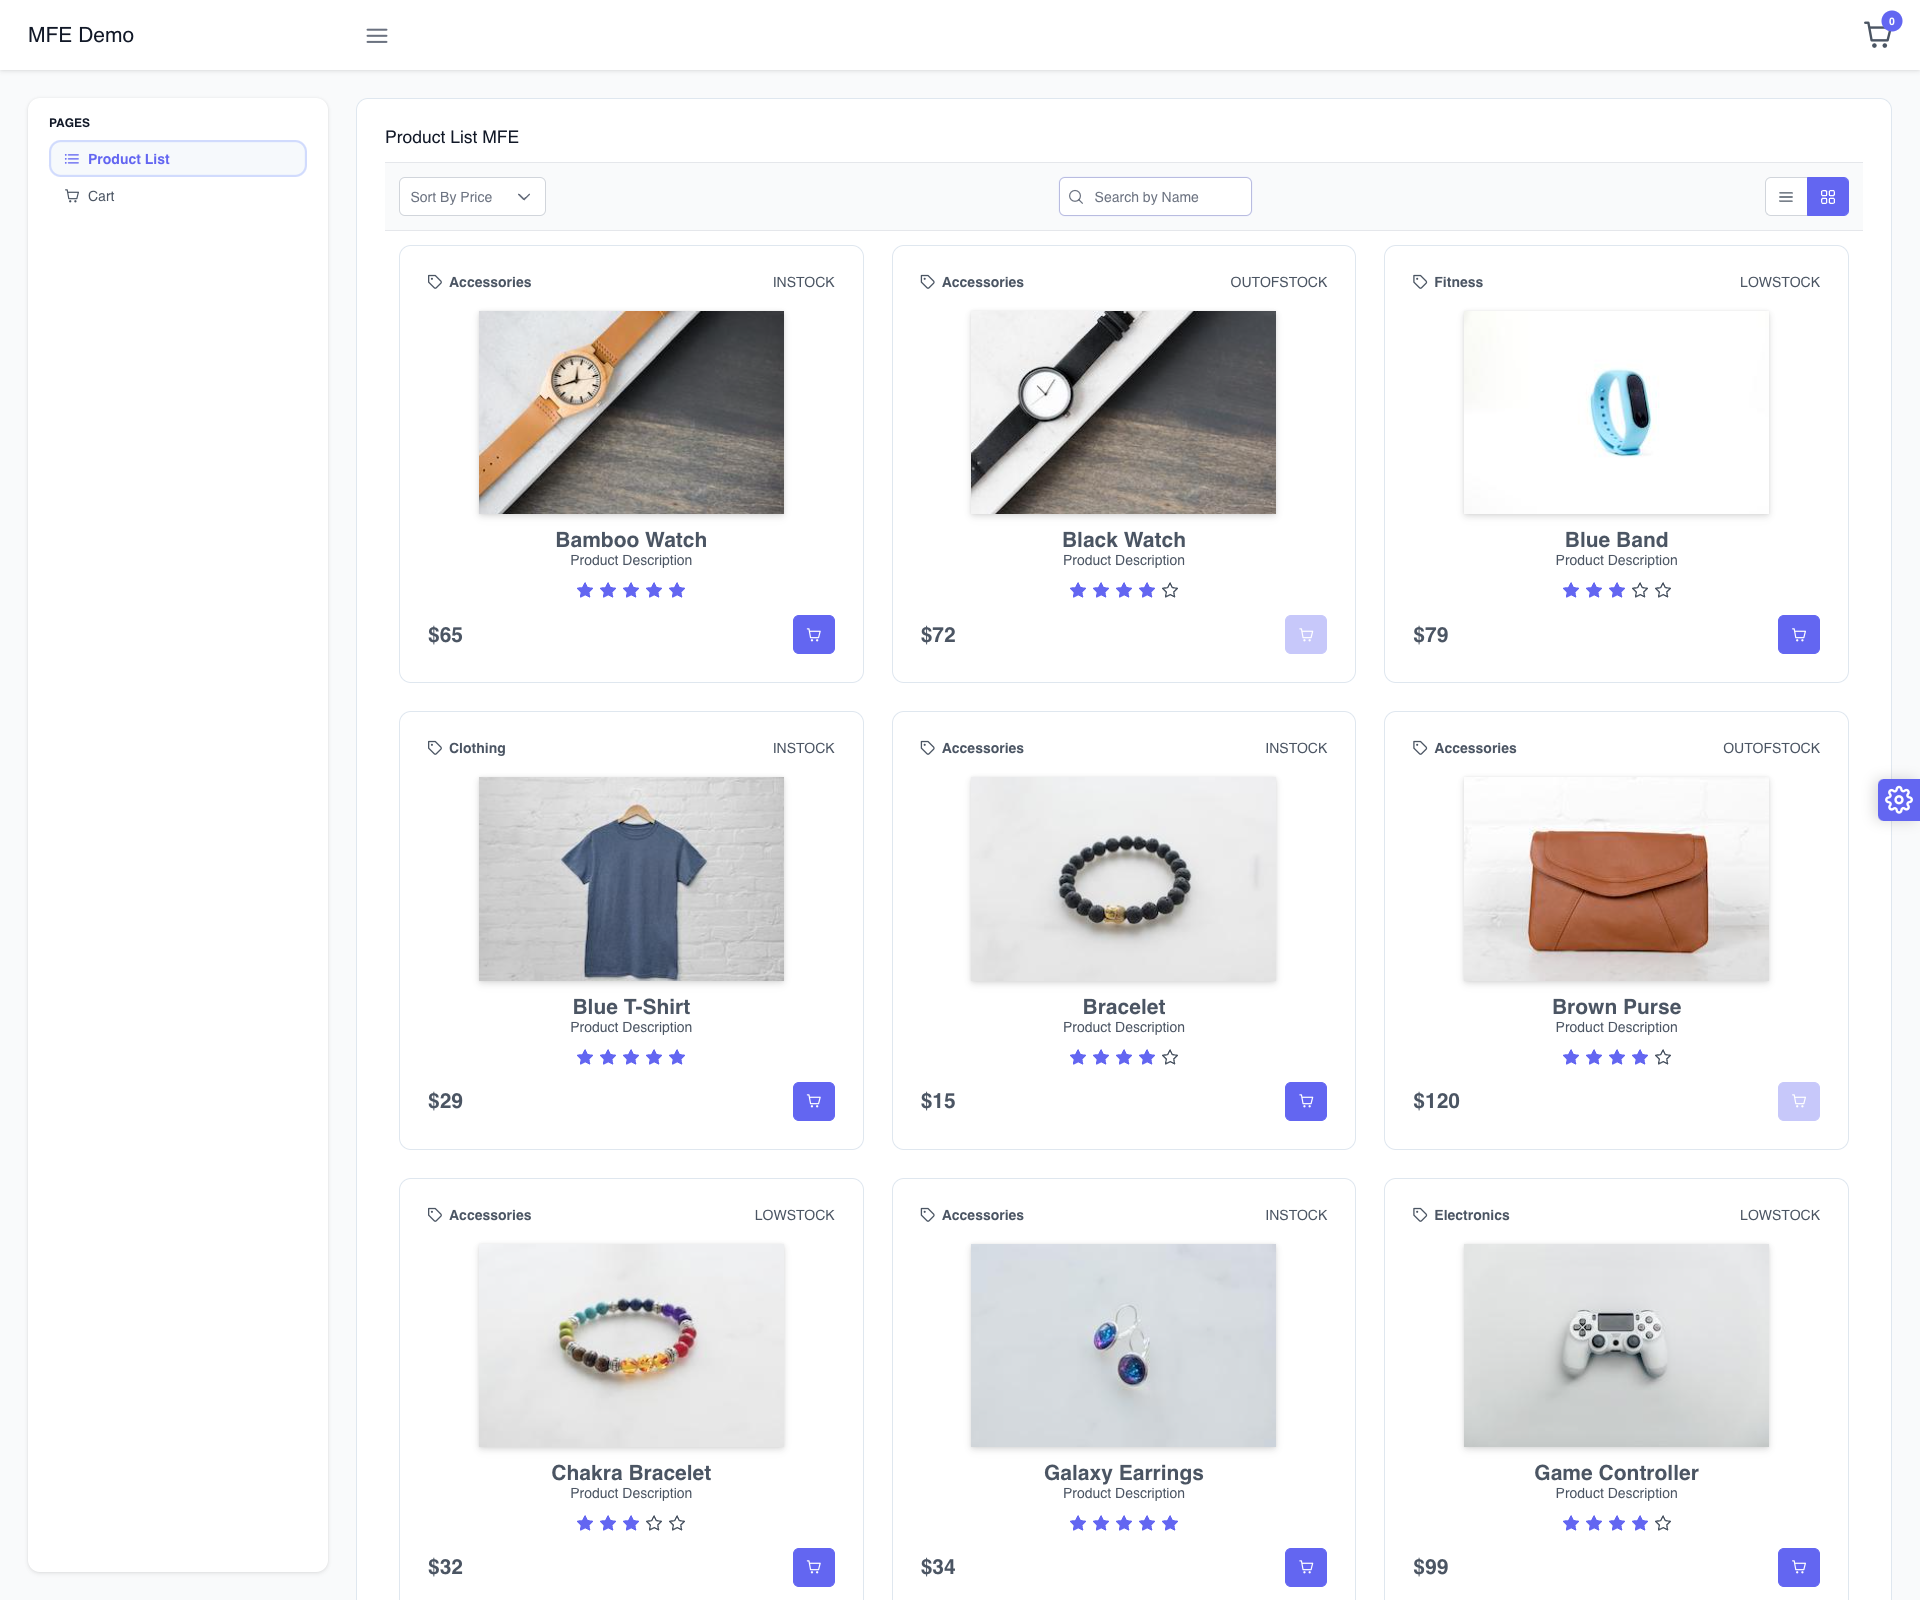 MFE Demo
0
PAGES
Product List
Cart
Product List MFE
Sort By Price
Search by Name
Accessories
INSTOCK
Bamboo Watch
Product Description
$65
Accessories
OUTOFSTOCK
Black Watch
Product Description
$72
Fitness
LOWSTOCK
Blue Band
Product Description
$79
Clothing
INSTOCK
Blue T-Shirt
Product Description
$29
Accessories
INSTOCK
Bracelet
Product Description
$15
Accessories
OUTOFSTOCK
Brown Purse
Product Description
$120
Accessories
LOWSTOCK
Chakra Bracelet
Product Description
$32
Accessories
INSTOCK
Galaxy Earrings
Product Description
$34
Electronics
LOWSTOCK
Game Controller
Product Description
$99